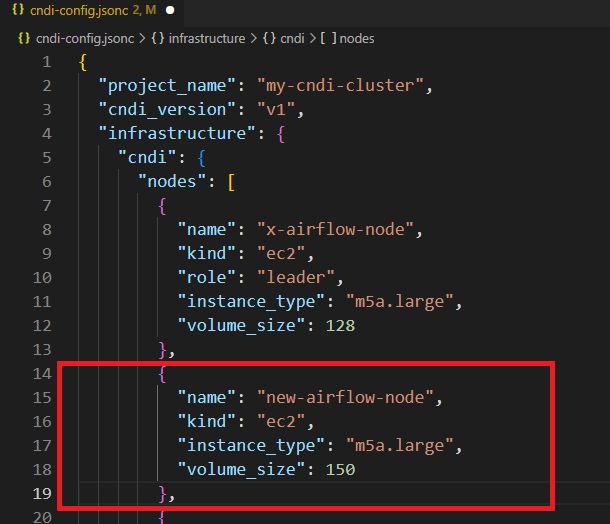 {} cndi-config.jsonc 2, M ●
{} cndi-config.jsonc > {} infrastructure > {} cndi > [ ] nodes
1 {
2 "project_name": "my-cndi-cluster",
3 "cndi_version": "v1",
4 "infrastructure": {
5 "cndi": {
6 "nodes": [
7 {
8 "name": "x-airflow-node",
9 "kind": "ec2",
10 "role": "leader",
11 "instance_type": "m5a.large",
12 "volume_size": 128
13 },
14 {
15 "name": "new-airflow-node",
16 "kind": "ec2",
17 "instance_type": "m5a.large",
18 "volume_size": 150
19 },
20 {